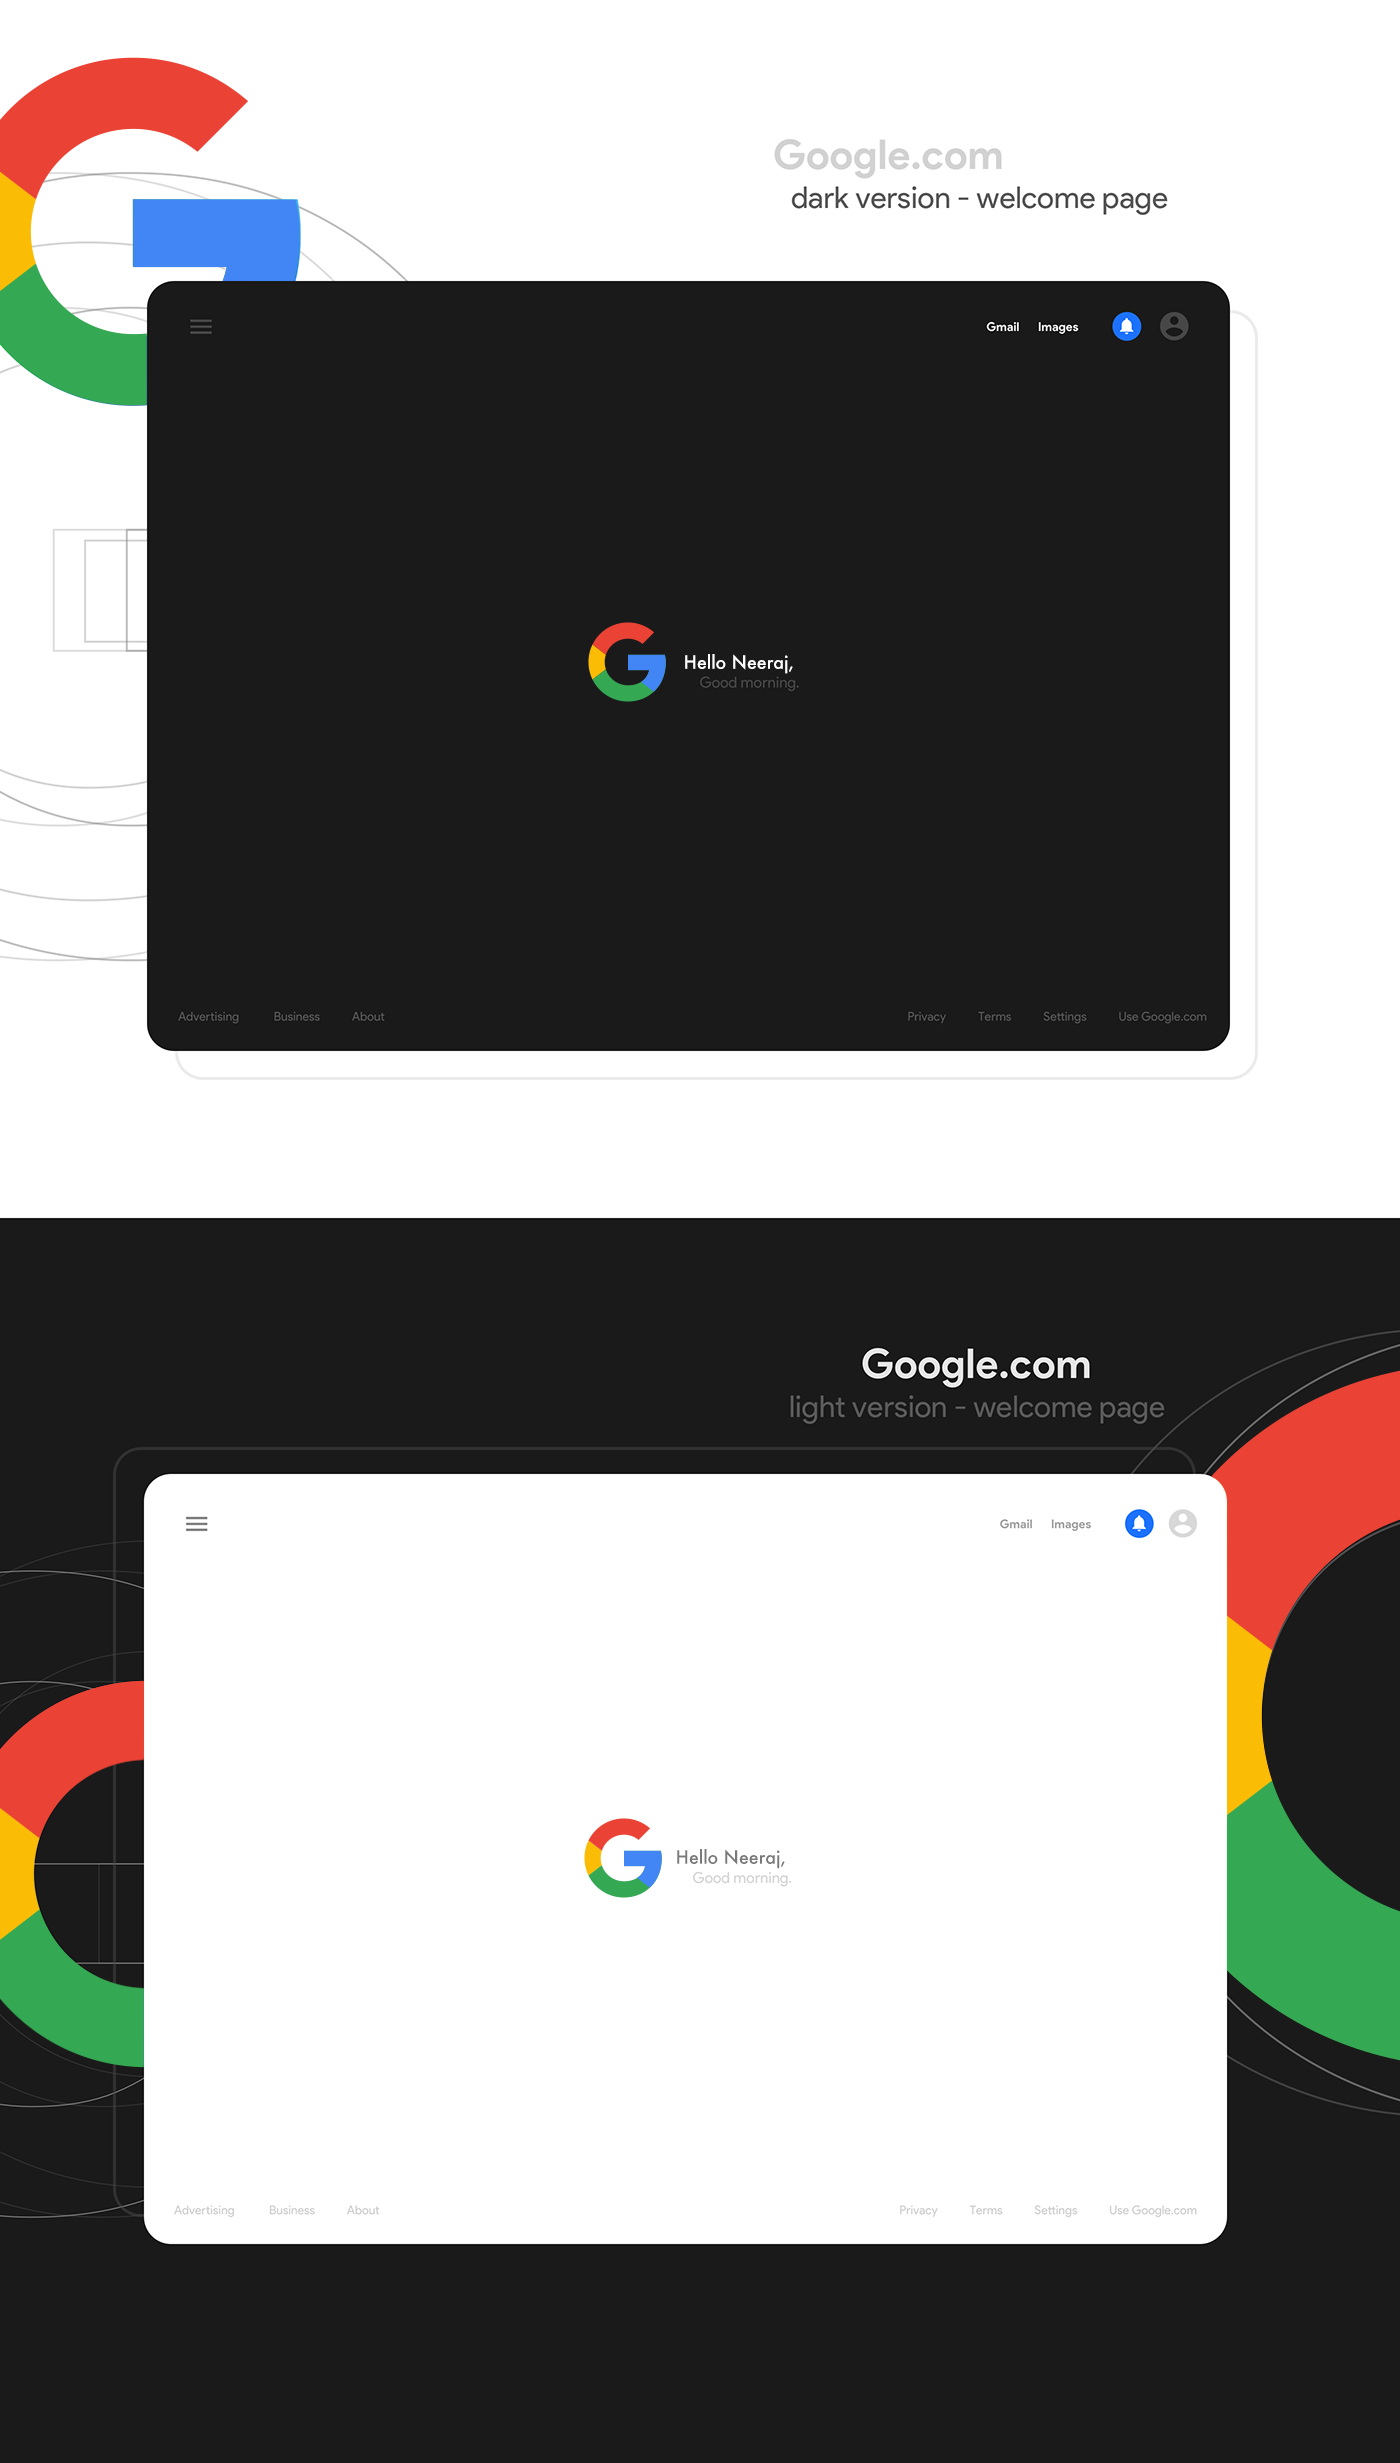 Google.com
dark version - welcome page
Gmail Images
Hello Neeraj,
Good morning.
Advertising Business About Privacy Terms Settings Use Google.com
Google.com
light version - welcome page
Gmail Images
Hello Neeraj,
Good morning.
Advertising Business About Privacy Terms Settings Use Google.com